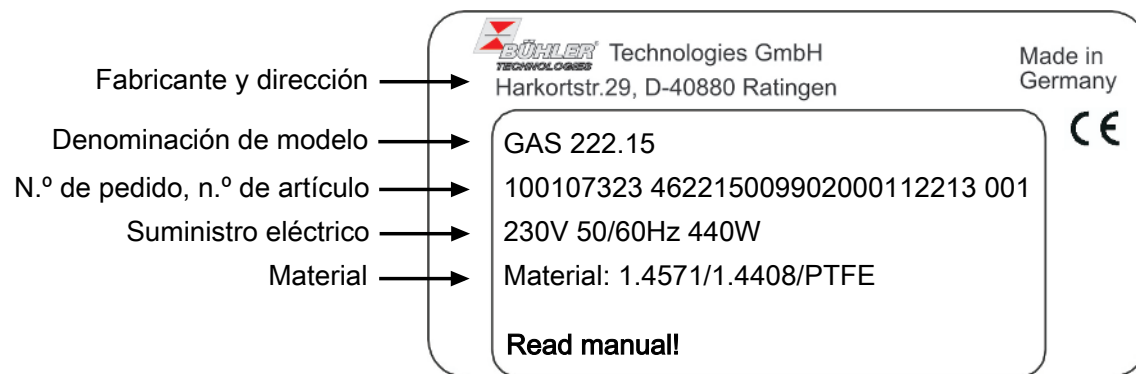 BÜHLER Technologies GmbH
TECHNOLOGIES
Made in
Germany
Fabricante y dirección
Harkortstr.29, D-40880 Ratingen
CE
Denominación de modelo
GAS 222.15
N.º de pedido, n.º de artículo
100107323 462215009902000112213 001
Suministro eléctrico
230V 50/60Hz 440W
Material
Material: 1.4571/1.4408/PTFE
Read manual!